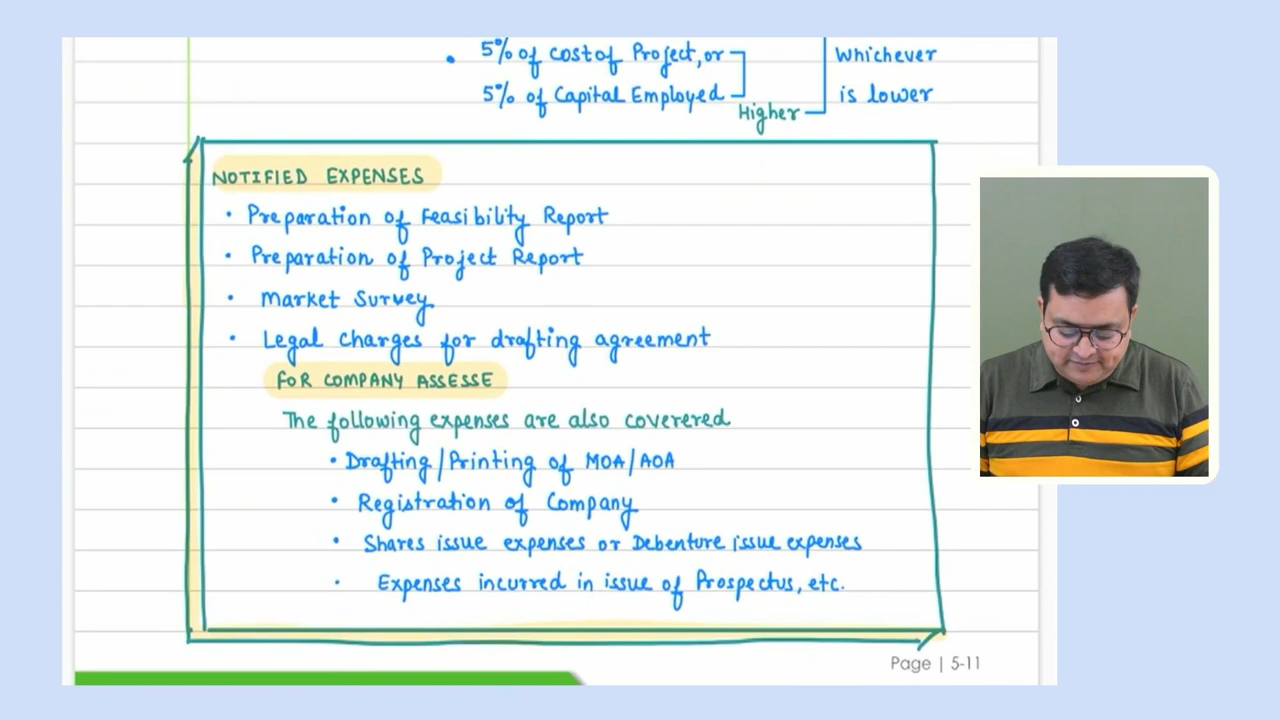 • 5% of cost of Project, or
Whichever
5% of Capital Employed
is lower
Higher
NOTIFIED EXPENSES
• Preparation of Feasibility Report
• Preparation of Project Report
• Market Survey
• Legal charges for drafting agreement
FOR COMPANY ASSESSE
The following expenses are also coverered
• Drafting/Printing of MOA/AOA
• Registration of Company
• Shares issue expenses or Debenture issue expenses
• Expenses incurred in issue of Prospectus, etc.
Page | 5-11